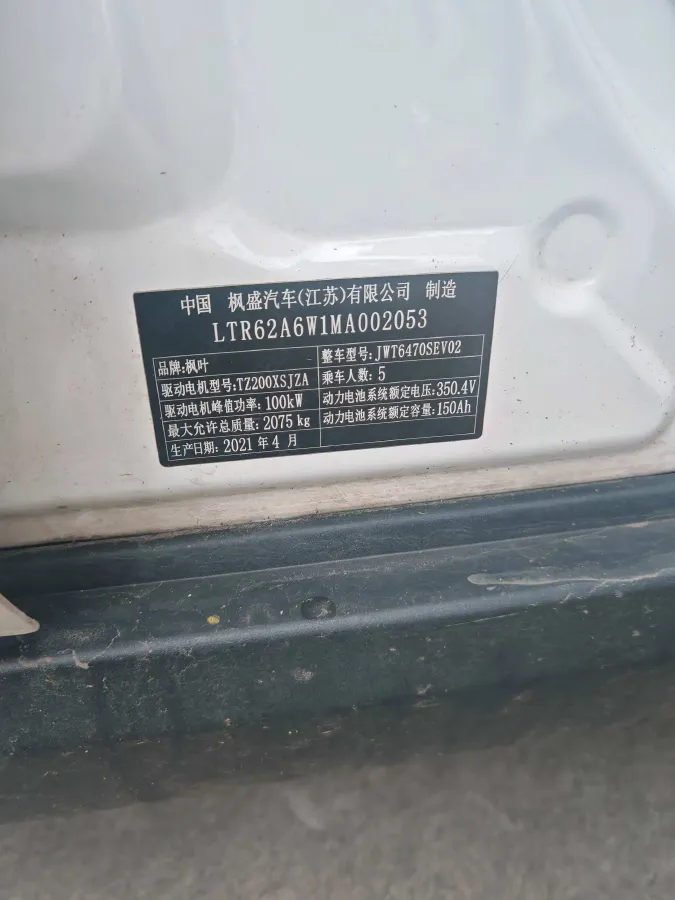 中国 枫盛汽车(江苏)有限公司 制造
LTR62A6W1MA002053
品牌:枫叶 整车型号:JWT6470SEV02
驱动电机型号:TZ200XSJZA 乘车人数:5
驱动电机峰值功率:100kW 动力电池系统额定电压:350.4V
最大允许总质量:2075 kg 动力电池系统额定容量:150Ah
生产日期:2021 年 4 月